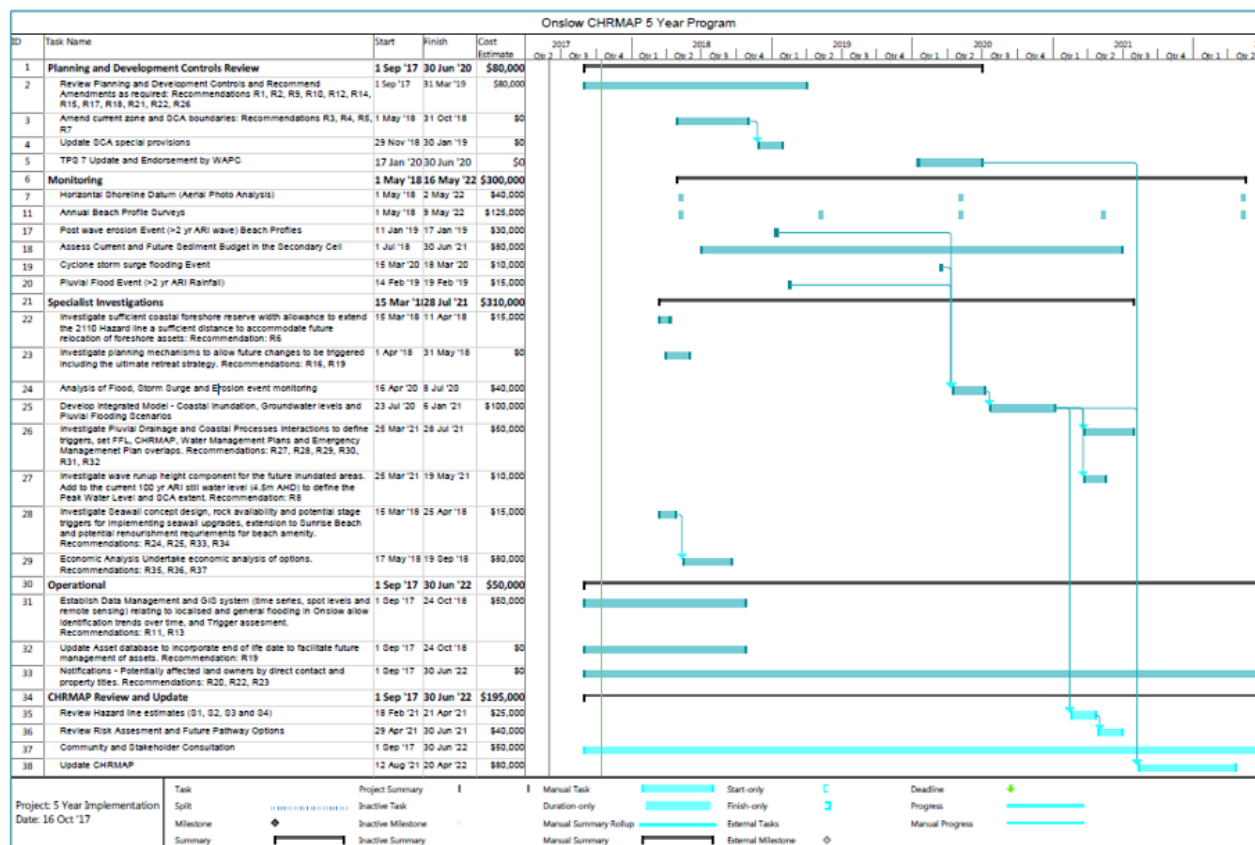 Onslow CHRMAP 5 Year Program
ID Task Name Start Finish Cost Estimate
2017 2018 2019 2020 2021
Qtr 2 Qtr 3 Qtr 4 Qtr 1 Qtr 2 Qtr 3 Qtr 4 Qtr 1 Qtr 2 Qtr 3 Qtr 4 Qtr 1 Qtr 2 Qtr 3 Qtr 4 Qtr 1 Qtr 2 Qtr 3 Qtr 4 Qtr 1 Qtr 2
1 Planning and Development Controls Review 1 Sep '17 30 Jun '20 $80,000
2 Review Planning and Development Controls and Recommend 1 Sep '17 31 Mar '19 $80,000
Amendments as required: Recommendations R1, R2, R9, R10, R12, R14,
R15, R17, R18, R21, R22, R26
3 Amend current zone and SCA boundaries: Recommendations R3, R4, R5, 1 May '18 31 Oct '18 $0
R7
4 Update SCA special provisions 29 Nov '18 30 Jan '19 $0
5 TPS 7 Update and Endorsement by WAPC 17 Jan '20 30 Jun '20 $0
6 Monitoring 1 May '18 16 May '22 $300,000
7 Horizontal Shoreline Datum (Aerial Photo Analysis) 1 May '18 2 May '22 $40,000
11 Annual Beach Profile Surveys 1 May '18 9 May '22 $125,000
17 Post wave erosion Event (>2 yr ARI wave) Beach Profiles 11 Jan '19 17 Jan '19 $30,000
18 Assess Current and Future Sediment Budget in the Secondary Cell 1 Jul '18 30 Jun '21 $80,000
19 Cyclone storm surge flooding Event 15 Mar '20 18 Mar '20 $10,000
20 Pluvial Flood Event (>2 yr ARI Rainfall) 14 Feb '19 19 Feb '19 $15,000
21 Specialist Investigations 15 Mar '18 28 Jul '21 $310,000
22 Investigate sufficient coastal foreshore reserve width allowance to extend 15 Mar '18 11 Apr '18 $15,000
the 2110 Hazard line a sufficient distance to accommodate future
relocation of foreshore assets: Recommendation: R6
23 Investigate planning mechanisms to allow future changes to be triggered 1 Apr '18 31 May '18 $0
including the ultimate retreat strategy. Recommendations: R16, R19
24 Analysis of Flood, Storm Surge and Erosion event monitoring 16 Apr '20 8 Jul '20 $40,000
25 Develop Integrated Model - Coastal Inundation, Groundwater levels and 23 Jul '20 6 Jan '21 $100,000
Pluvial Flooding Scenarios
26 Investigate Pluvial Drainage and Coastal Processes Interactions to define 25 Mar '21 28 Jul '21 $50,000
triggers, set FFL, CHRMAP, Water Management Plans and Emergency
Managemenet Plan overlaps. Recommendations: R27, R28, R29, R30,
R31, R32
27 Investigate wave runup height component for the future inundated areas. 25 Mar '21 19 May '21 $10,000
Add to the current 100 yr ARI still water level (4.5m AHD) to define the
Peak Water Level and SCA extent. Recommendation: R8
28 Investigate Seawall concept design, rock availability and potential stage 15 Mar '18 25 Apr '18 $15,000
triggers for implementing seawall upgrades, extension to Sunrise Beach
and potential renourishment requriements for beach amenity.
Recommendations: R24, R25, R33, R34
29 Economic Analysis Undertake economic analysis of options. 17 May '18 19 Sep '18 $80,000
Recommendations: R35, R36, R37
30 Operational 1 Sep '17 30 Jun '22 $50,000
31 Establish Data Management and GIS system (time series, spot levels and 1 Sep '17 24 Oct '18 $50,000
remote sensing) relating to localised and general flooding in Onslow allow
identification trends over time, and Trigger assesment.
Recommendations: R11, R13
32 Update Asset database to incorporate end of life date to facilitate future 1 Sep '17 24 Oct '18 $0
management of assets. Recommendation: R19
33 Notifications - Potentially affected land owners by direct contact and 1 Sep '17 30 Jun '22 $0
property titles. Recommendations: R20, R22, R23
34 CHRMAP Review and Update 1 Sep '17 30 Jun '22 $195,000
35 Review Hazard line estimates (S1, S2, S3 and S4) 18 Feb '21 21 Apr '21 $25,000
36 Review Risk Assesment and Future Pathway Options 29 Apr '21 30 Jun '21 $40,000
37 Community and Stakeholder Consultation 1 Sep '17 30 Jun '22 $50,000
38 Update CHRMAP 12 Aug '21 20 Apr '22 $80,000
Project: 5 Year Implementation
Date: 16 Oct '17
Task Project Summary Manual Task Start-only Deadline
Split Inactive Task Duration-only Finish-only Progress
Milestone Inactive Milestone Manual Summary Rollup External Tasks Manual Progress
Summary Inactive Summary Manual Summary External Milestone